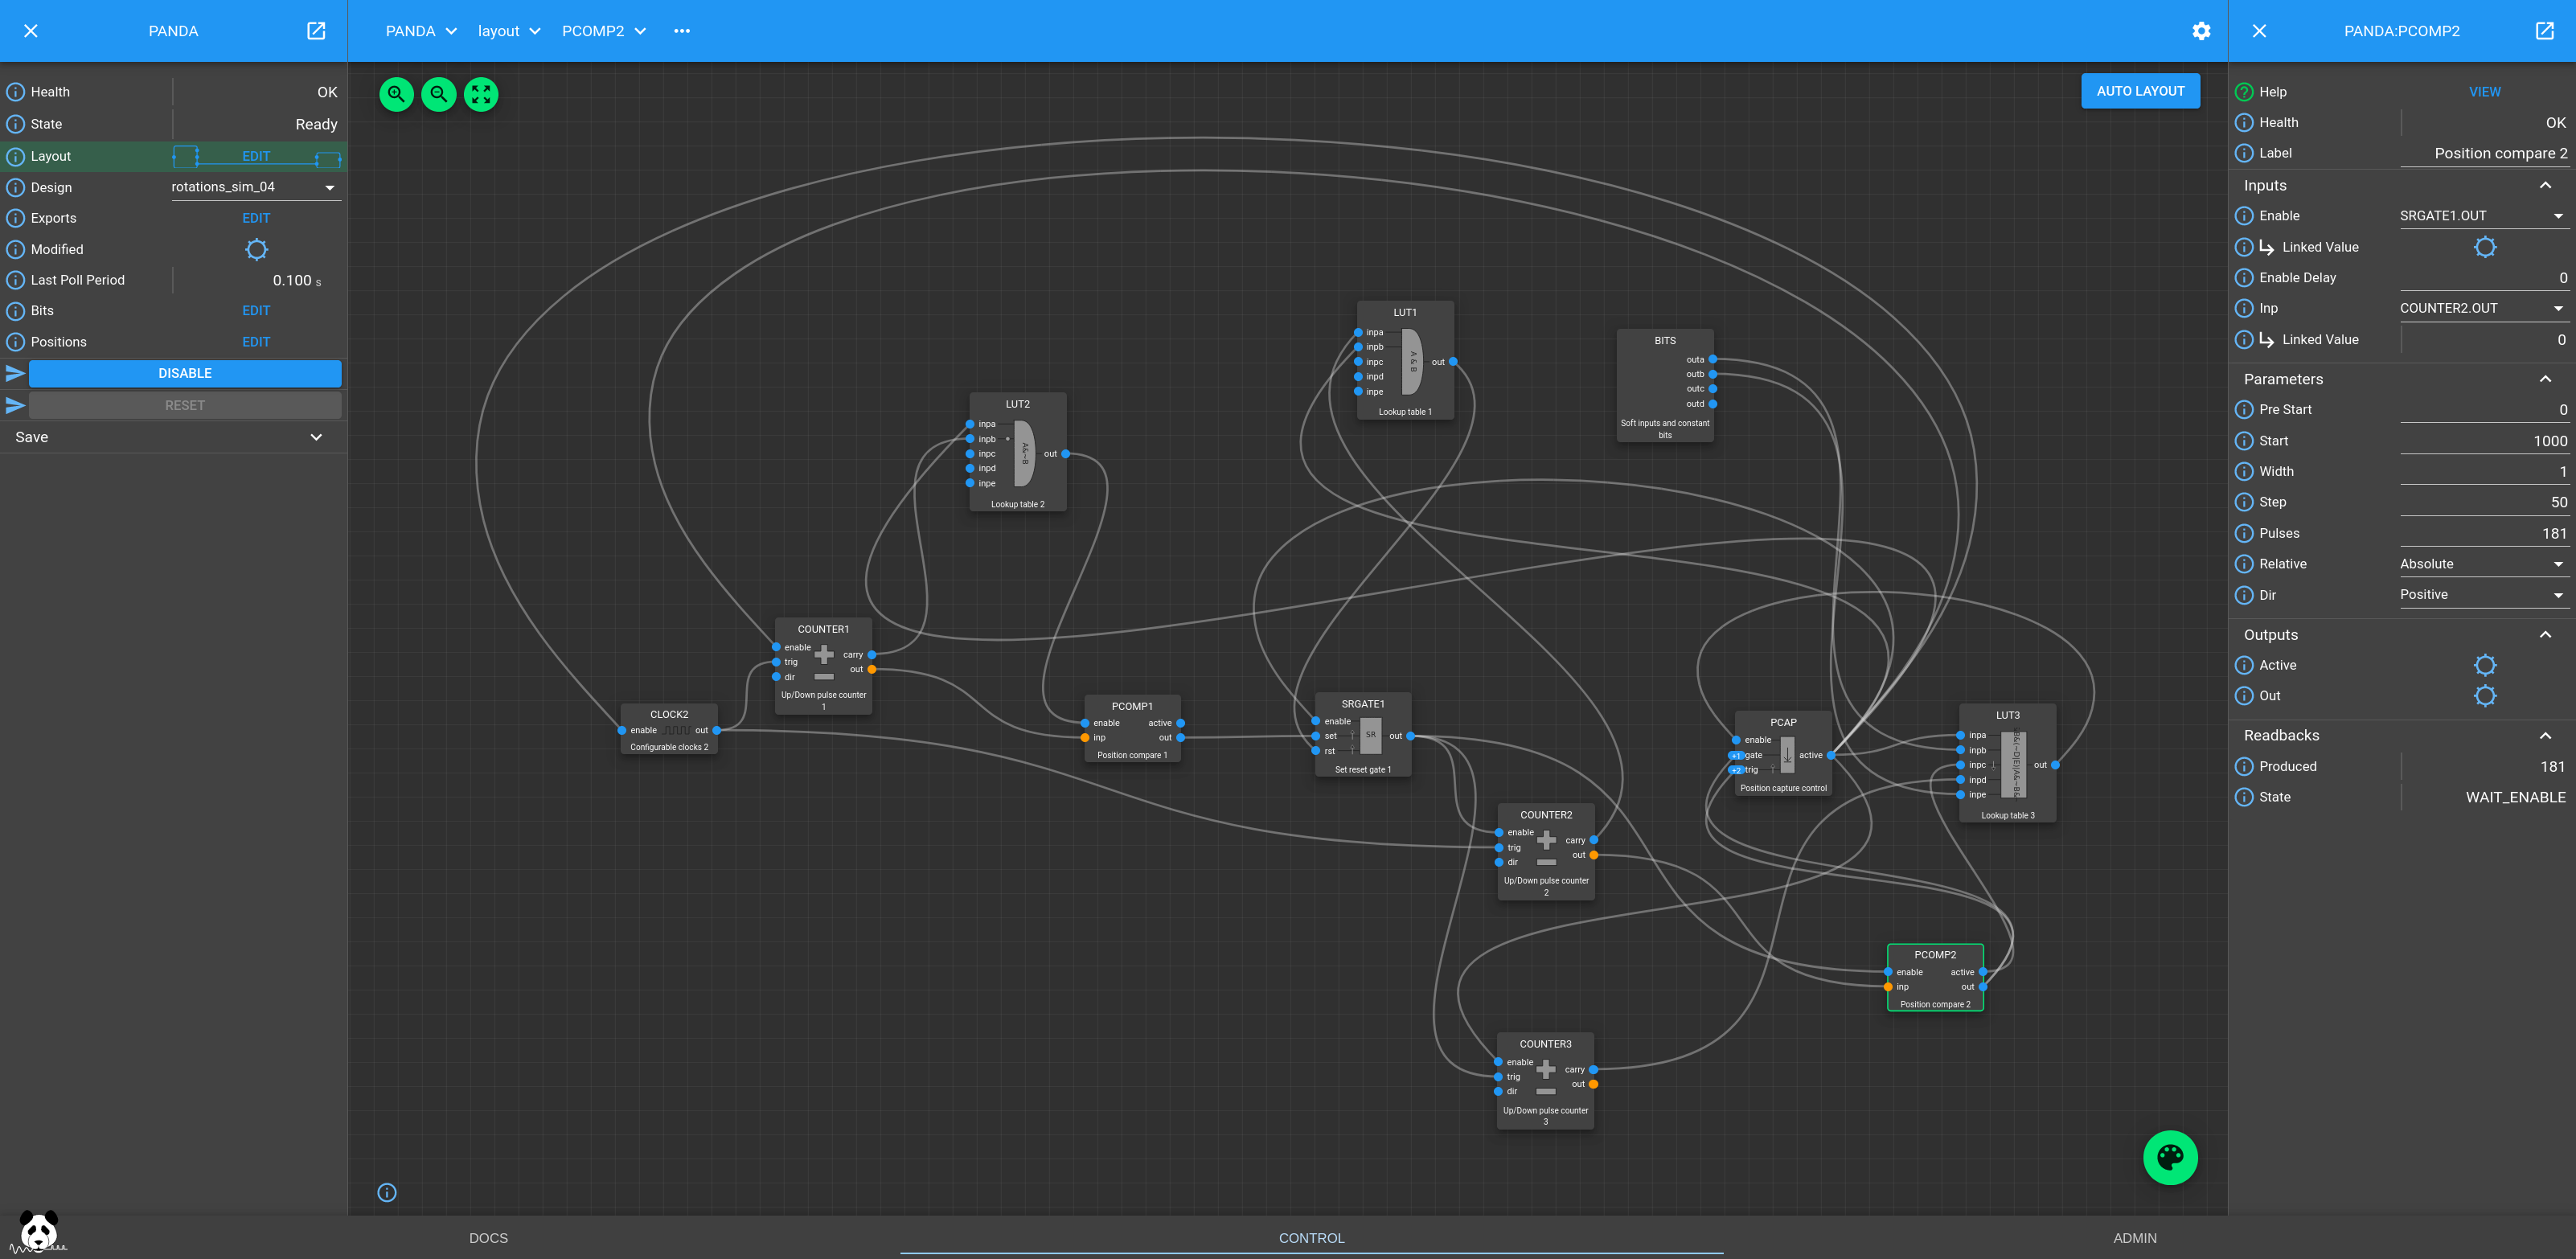 PANDA
PANDA layout PCOMP2
PANDA:PCOMP2
Health OK
State Ready
Layout EDIT
Design rotations_sim_04
Exports EDIT
Modified
Last Poll Period 0.100 s
Bits EDIT
Positions EDIT
DISABLE
RESET
Save
AUTO LAYOUT
LUT1
inpa
inpb
inpc
inpd
inpe
A & B
out
Lookup table 1
BITS
outa
outb
outc
outd
Soft inputs and constant
bits
LUT2
inpa
inpb
inpc
inpd
inpe
A&~B
out
Lookup table 2
COUNTER1
enable
trig
dir
carry
out
Up/Down pulse counter
1
CLOCK2
enable out
Configurable clocks 2
PCOMP1
enable active
inp out
Position compare 1
SRGATE1
enable
set
rst
SR
out
Set reset gate 1
PCAP
enable
+1 gate
+2 trig
active
Position capture control
LUT3
inpa
inpb
inpc
inpd
inpe
out
Lookup table 3
COUNTER2
enable
trig
dir
carry
out
Up/Down pulse counter
2
PCOMP2
enable active
inp out
Position compare 2
COUNTER3
enable
trig
dir
carry
out
Up/Down pulse counter
3
Help VIEW
Health OK
Label Position compare 2
Inputs
Enable SRGATE1.OUT
Linked Value
Enable Delay 0
Inp COUNTER2.OUT
Linked Value 0
Parameters
Pre Start 0
Start 1000
Width 1
Step 50
Pulses 181
Relative Absolute
Dir Positive
Outputs
Active
Out
Readbacks
Produced 181
State WAIT_ENABLE
DOCS CONTROL ADMIN